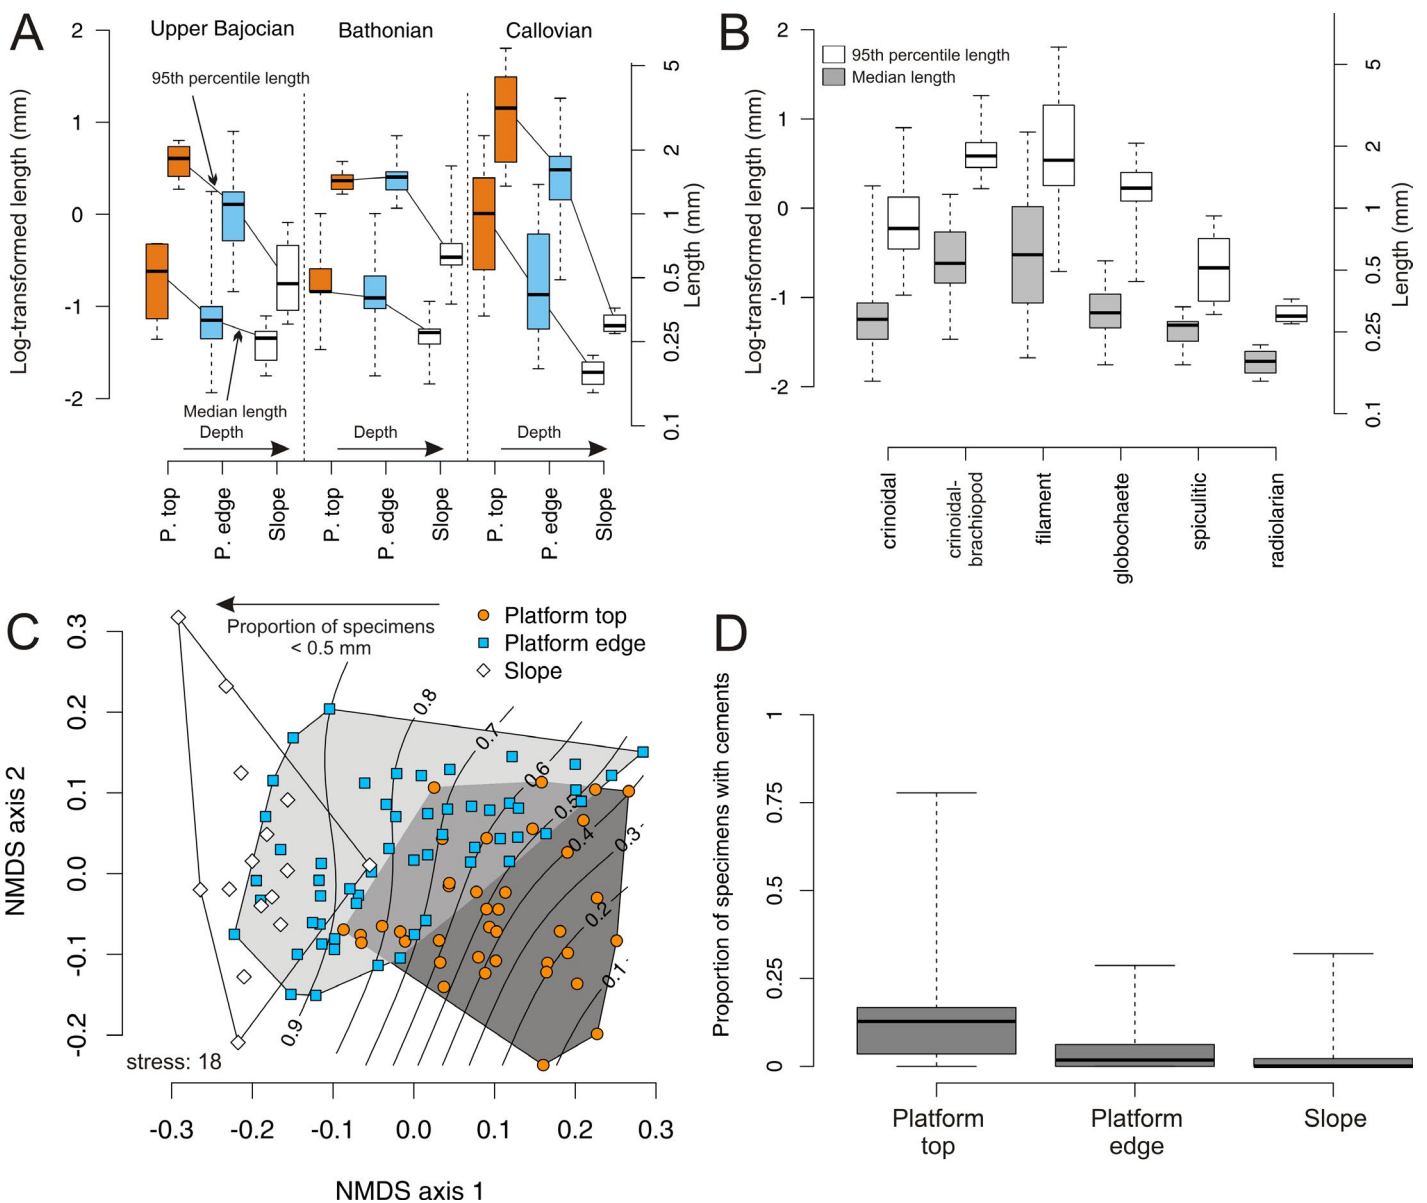 A
Upper Bajocian
Bathonian
Callovian
95th percentile length
Median length
Depth
Depth
Depth
Log-transformed length (mm)
2
1
0
-1
-2
Length (mm)
5
2
1
0.5
0.25
0.1
P. top
P. edge
Slope
P. top
P. edge
Slope
P. top
P. edge
Slope
B
95th percentile length
Median length
Log-transformed length (mm)
2
1
0
-1
-2
Length (mm)
5
2
1
0.5
0.25
0.1
crinoidal
crinoidal-
brachiopod
filament
globochaete
spiculitic
radiolarian
C
Proportion of specimens
< 0.5 mm
Platform top
Platform edge
Slope
NMDS axis 2
0.3
0.2
0.1
0.0
-0.1
-0.2
0.9
0.8
0.7
0.6
0.5
0.4
0.3
0.2
0.1
stress: 18
-0.3
-0.2
-0.1
0.0
0.1
0.2
0.3
NMDS axis 1
D
Proportion of specimens with cements
1
0.75
0.5
0.25
0
Platform
top
Platform
edge
Slope